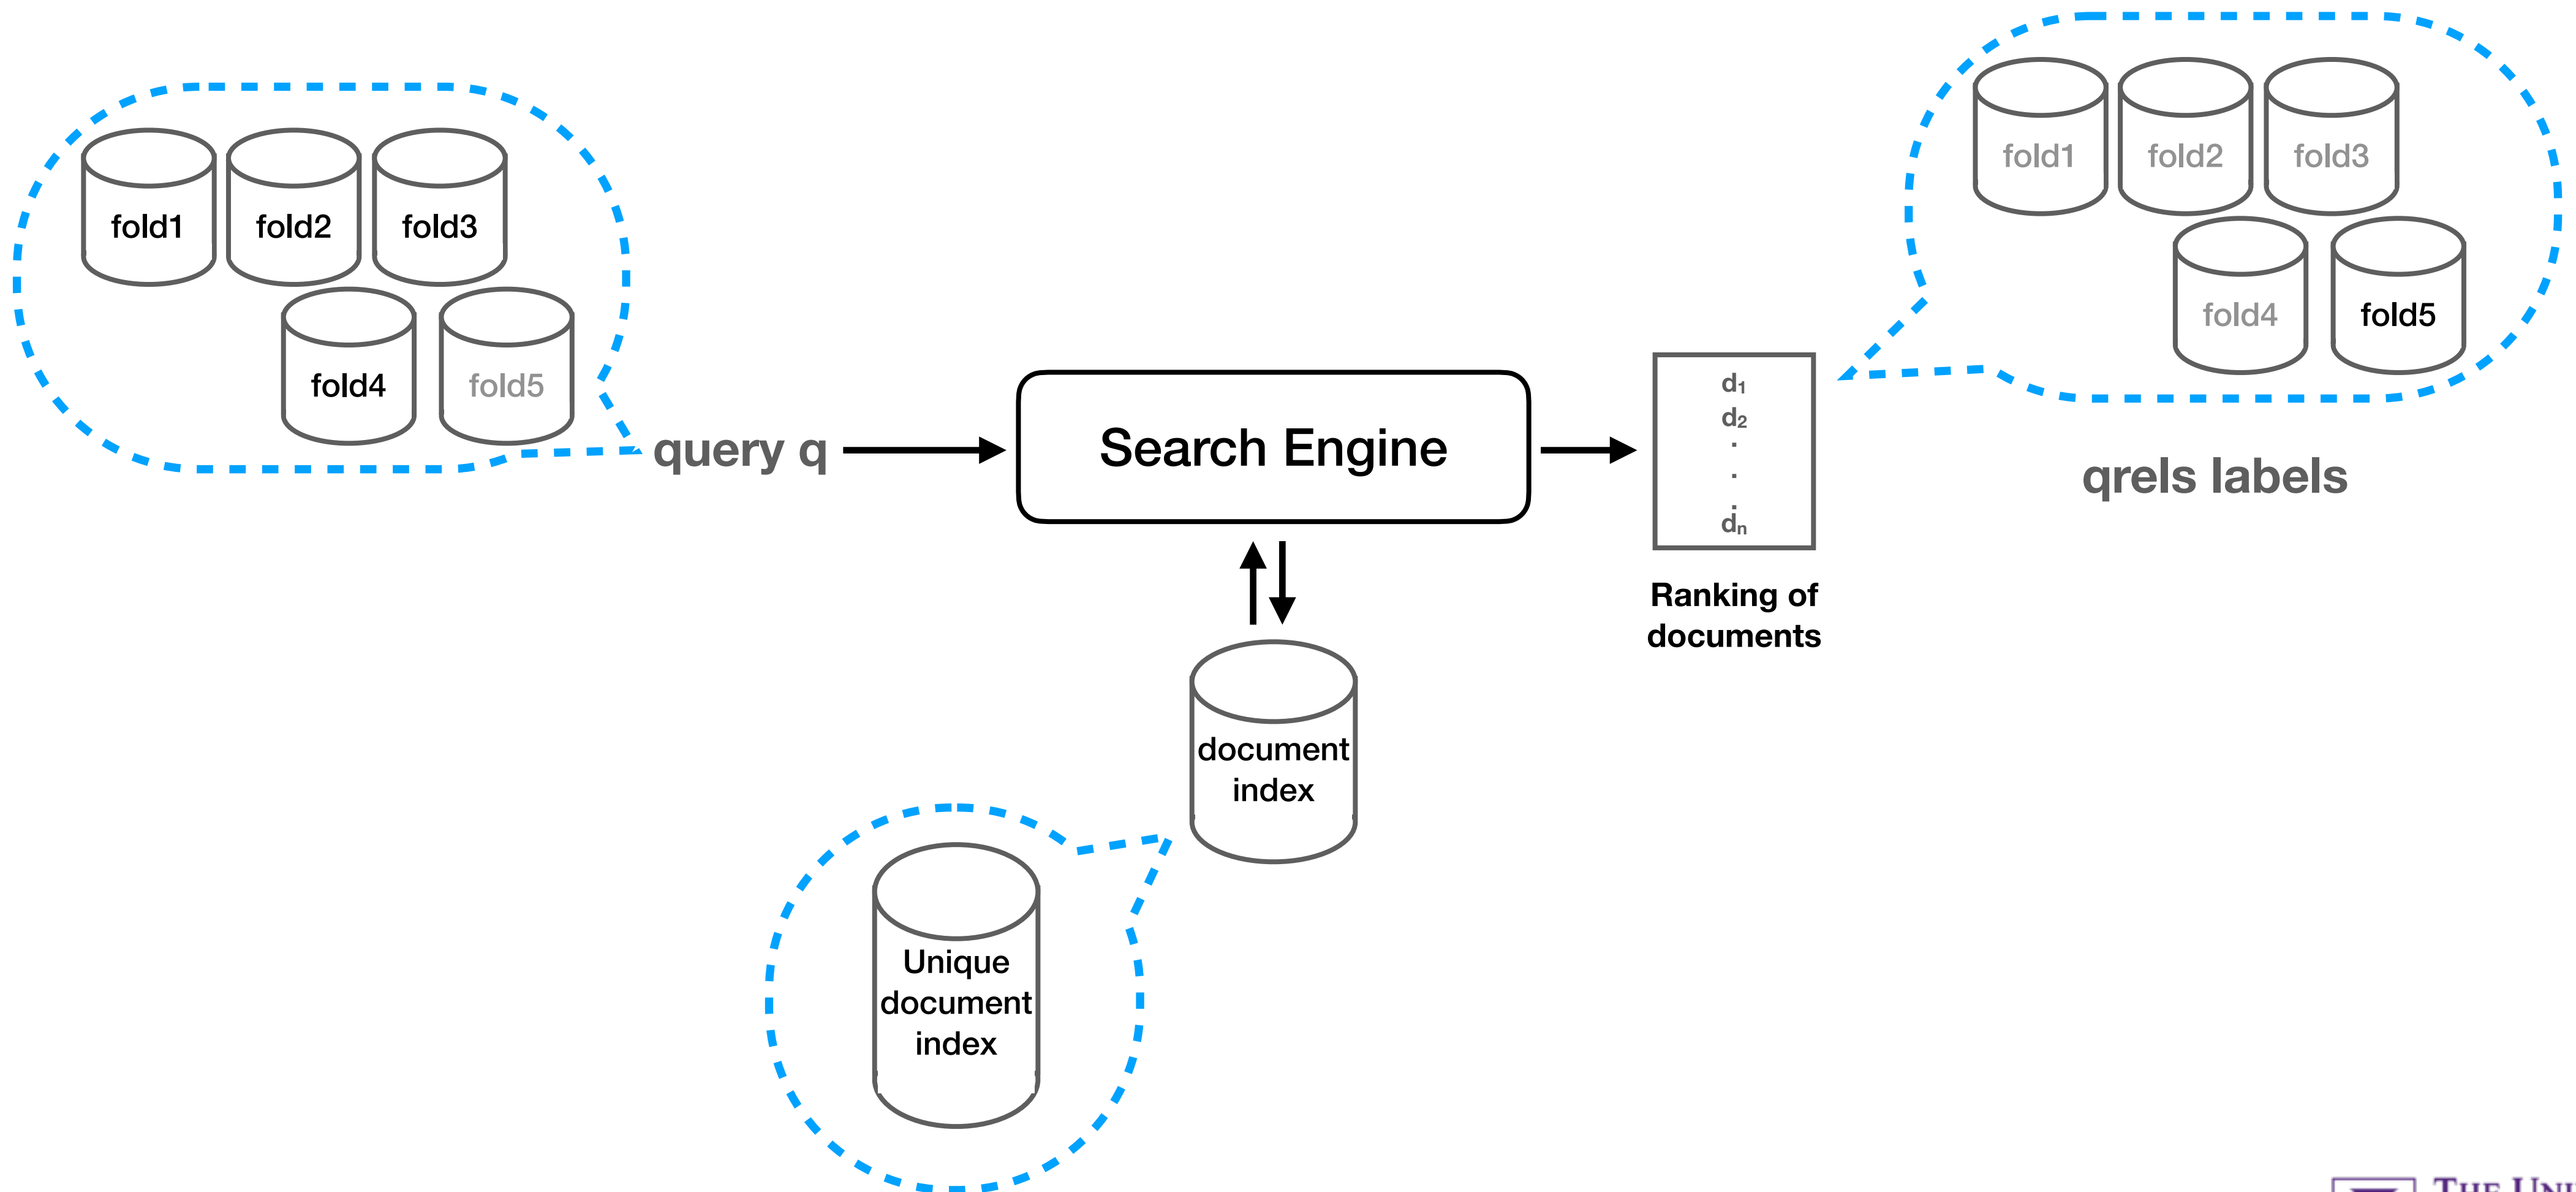 fold1 fold2 fold3
fold4 fold5
query q
Search Engine
d1
d2
.
.
.
dn
Ranking of
documents
fold1 fold2 fold3
fold4 fold5
qrels labels
document
index
Unique
document
index
THE